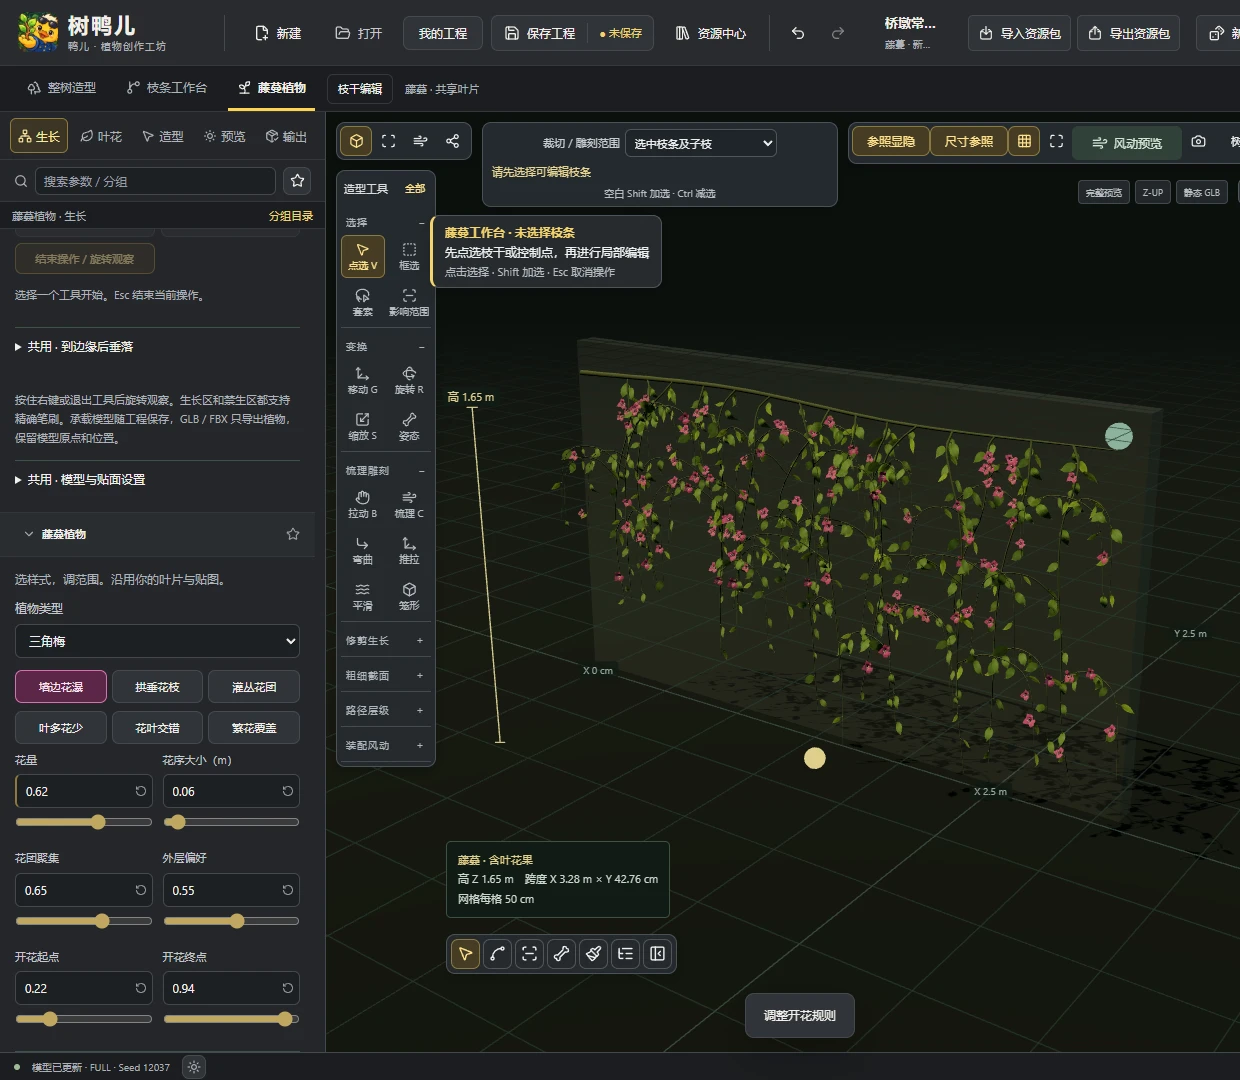 树鸭儿
鸭儿 · 植物创作工坊
新建
打开
我的工程
保存工程
未保存
资源中心
桥墩常...
藤蔓 · 新...
导入资源包
导出资源包
整树造型
枝条工作台
藤蔓植物
枝干编辑
藤蔓 · 共享叶片
生长
叶花
造型
预览
输出
搜索参数 / 分组
藤蔓植物 · 生长
分组目录
结束操作 / 旋转观察
选择一个工具开始。Esc 结束当前操作。
共用 · 到边缘后垂落
按住右键或退出工具后旋转观察。生长区和禁生区都支持
精确笔刷。承载模型随工程保存，GLB / FBX 只导出植物，
保留模型原点和位置。
共用 · 模型与贴面设置
藤蔓植物
选样式，调范围。沿用你的叶片与贴图。
植物类型
三角梅
墙边花瀑
拱垂花枝
灌丛花团
叶多花少
花叶交错
繁花覆盖
花量
花序大小（m）
0.62
0.06
花团聚集
外层偏好
0.65
0.55
开花起点
开花终点
0.22
0.94
模型已更新 · FULL · Seed 12037
裁切 / 雕刻范围
选中枝条及子枝
请先选择可编辑枝条
空白 Shift 加选 · Ctrl 减选
参照显隐
尺寸参照
风动预览
完整预览
Z-UP
静态 GLB
造型工具
全部
选择
点选 V
框选
套索
影响范围
变换
移动 G
旋转 R
缩放 S
姿态
梳理雕刻
拉动 B
梳理 C
弯曲
推拉
平滑
笼形
修剪生长
粗细截面
路径层级
装配风动
藤蔓工作台 · 未选择枝条
先点选枝干或控制点，再进行局部编辑
点击选择 · Shift 加选 · Esc 取消操作
高 1.65 m
X 0 cm
Y 2.5 m
X 2.5 m
藤蔓 · 含叶花果
高 Z 1.65 m 跨度 X 3.28 m × Y 42.76 cm
网格每格 50 cm
调整开花规则